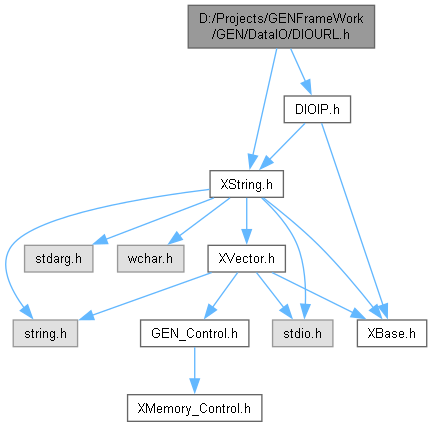 D:/Projects/GENFrameWork
/GEN/DataIO/DIOURL.h
DIOIP.h
XString.h
stdarg.h
wchar.h
XVector.h
string.h
GEN_Control.h
stdio.h
XBase.h
XMemory_Control.h